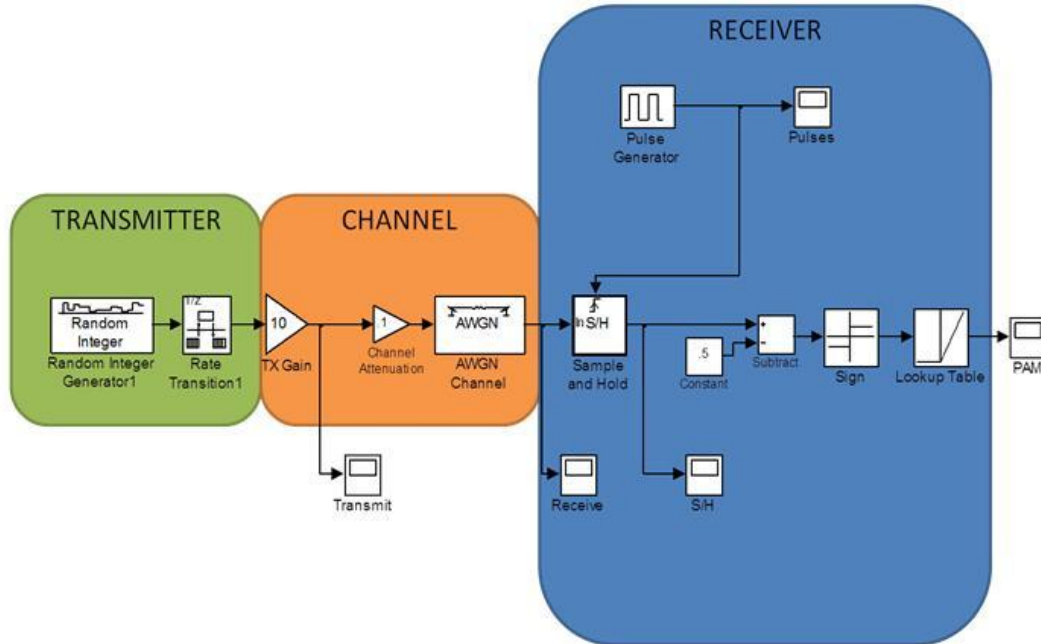 RECEIVER
Pulse
Generator
Pulses
TRANSMITTER
CHANNEL
Random
Integer
Random Integer
Generator1
1/Z
Rate
Transition1
10
TX Gain
.1
Channel
Attenuation
AWGN
AWGN
Channel
In
S/H
Sample
and Hold
.5
Constant
+
-
Subtract
Sign
Lookup Table
PAM
Transmit
Receive
S/H